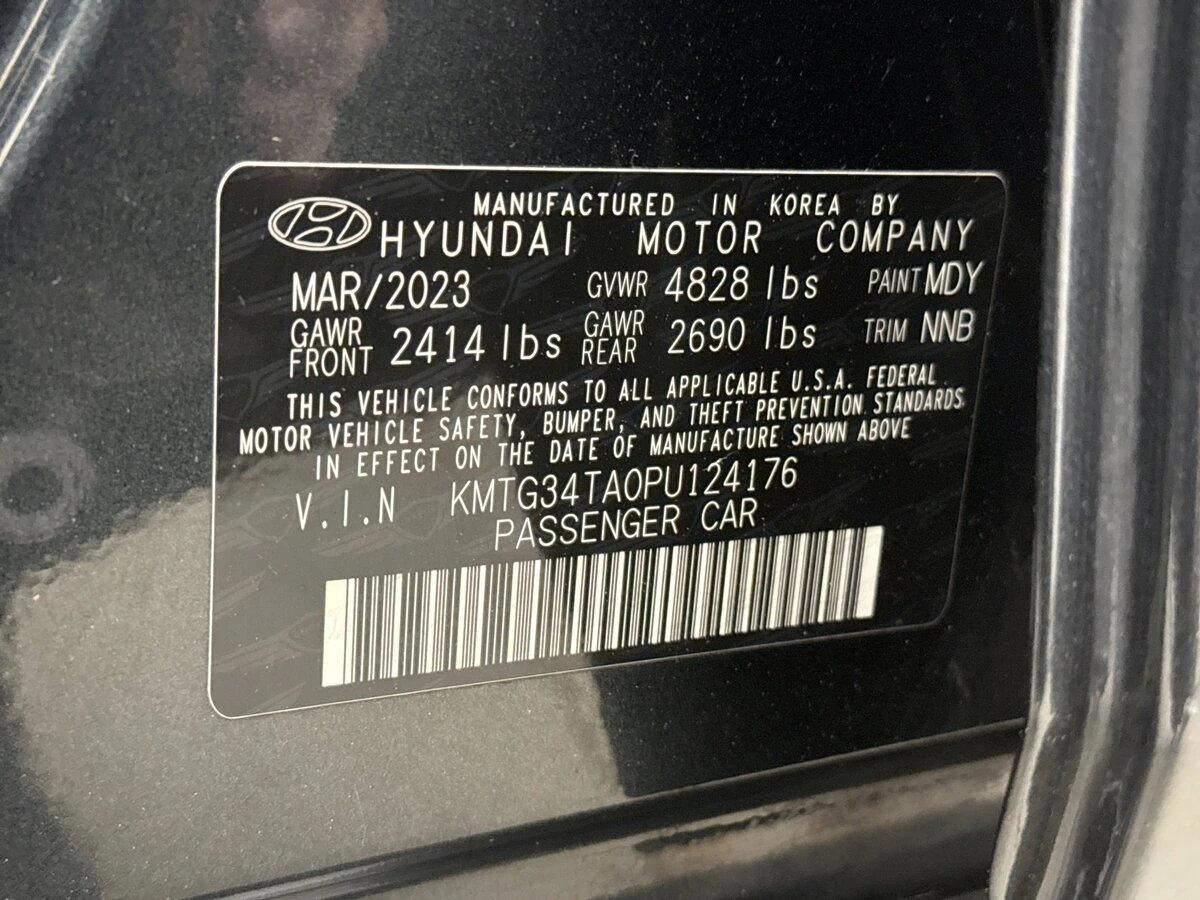 MANUFACTURED IN KOREA BY
HYUNDAI MOTOR COMPANY
MAR/2023 GVWR 4828 lbs PAINT MDY
GAWR FRONT 2414 lbs GAWR REAR 2690 lbs TRIM NNB
THIS VEHICLE CONFORMS TO ALL APPLICABLE U.S.A. FEDERAL
MOTOR VEHICLE SAFETY, BUMPER, AND THEFT PREVENTION STANDARDS
IN EFFECT ON THE DATE OF MANUFACTURE SHOWN ABOVE
V.I.N KMTG34TA0PU124176
PASSENGER CAR